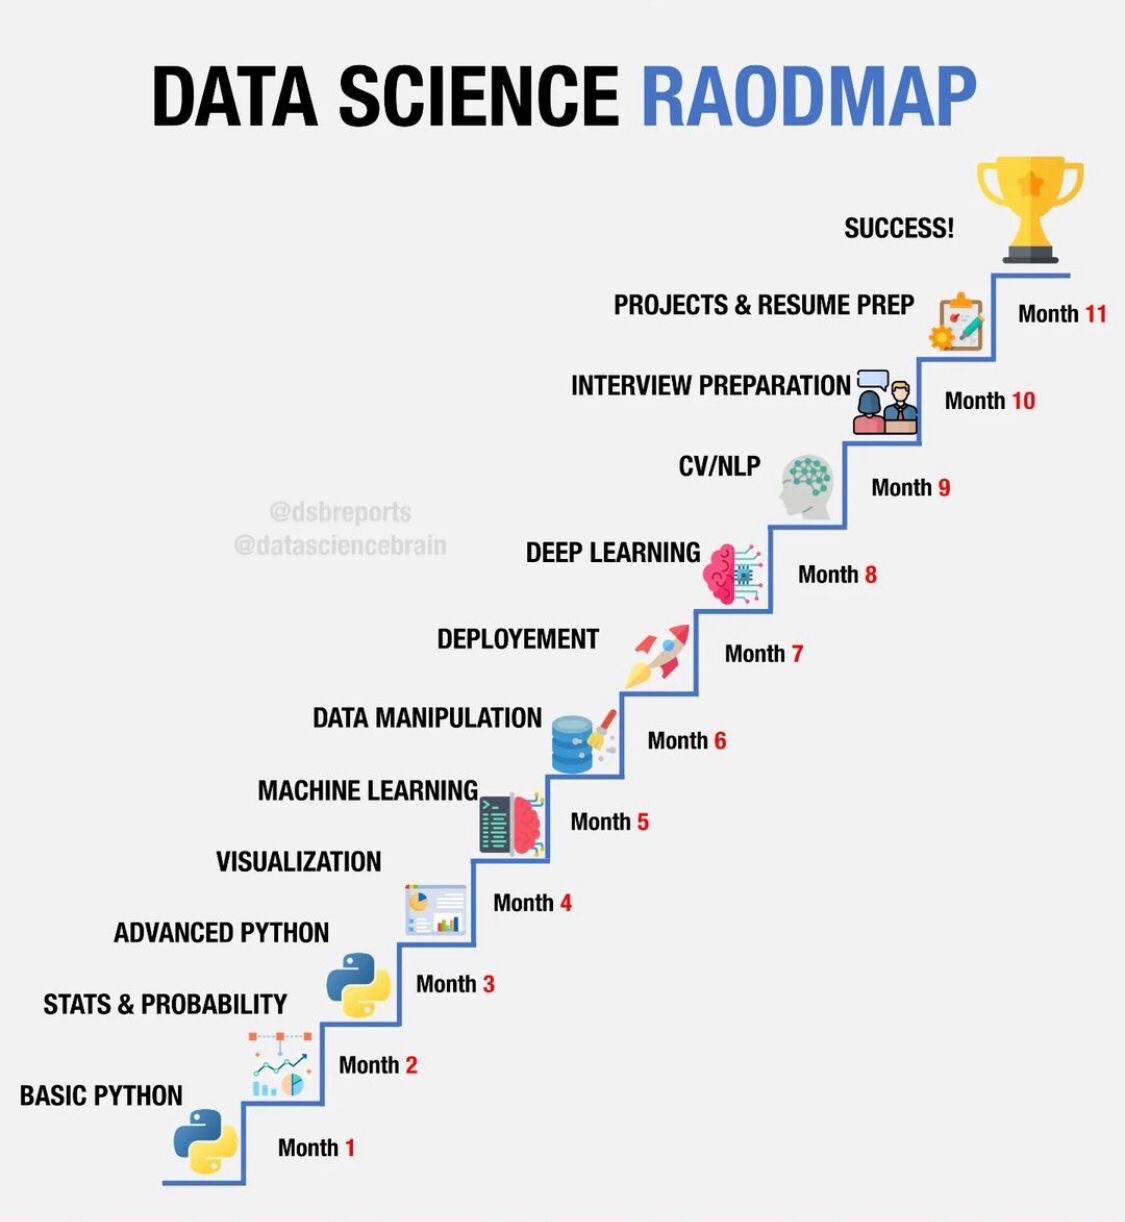 DATA SCIENCE RAODMAP
SUCCESS!
PROJECTS & RESUME PREP
Month 11
INTERVIEW PREPARATION
Month 10
CV/NLP
Month 9
@dsbreports
@datasciencebrain
DEEP LEARNING
Month 8
DEPLOYEMENT
Month 7
DATA MANIPULATION
Month 6
MACHINE LEARNING
Month 5
VISUALIZATION
Month 4
ADVANCED PYTHON
Month 3
STATS & PROBABILITY
Month 2
BASIC PYTHON
Month 1